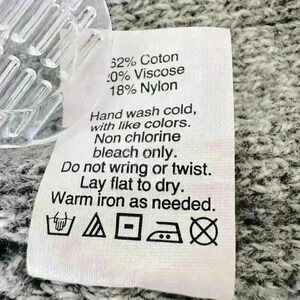 62% Coton
20% Viscose
18% Nylon
Hand wash cold,
with like colors.
Non chlorine
bleach only.
Do not wring or twist.
Lay flat to dry.
Warm iron as needed.